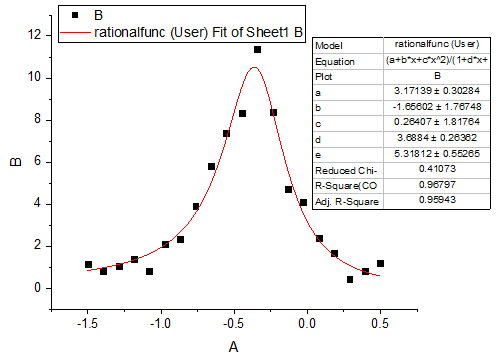 B
rationalfunc (User) Fit of Sheet1 B
Model rationalfunc (User)
Equation (a+b*x+c*x^2)/(1+d*x+
Plot B
a 3.17139 ± 0.30284
b -1.65602 ± 1.76748
c 0.26407 ± 1.81764
d 3.6884 ± 0.26362
e 5.31812 ± 0.55265
Reduced Chi- 0.41073
R-Square(CO 0.96797
Adj. R-Square 0.95943
12
10
8
6
4
2
0
B
-1.5 -1.0 -0.5 0.0 0.5
A